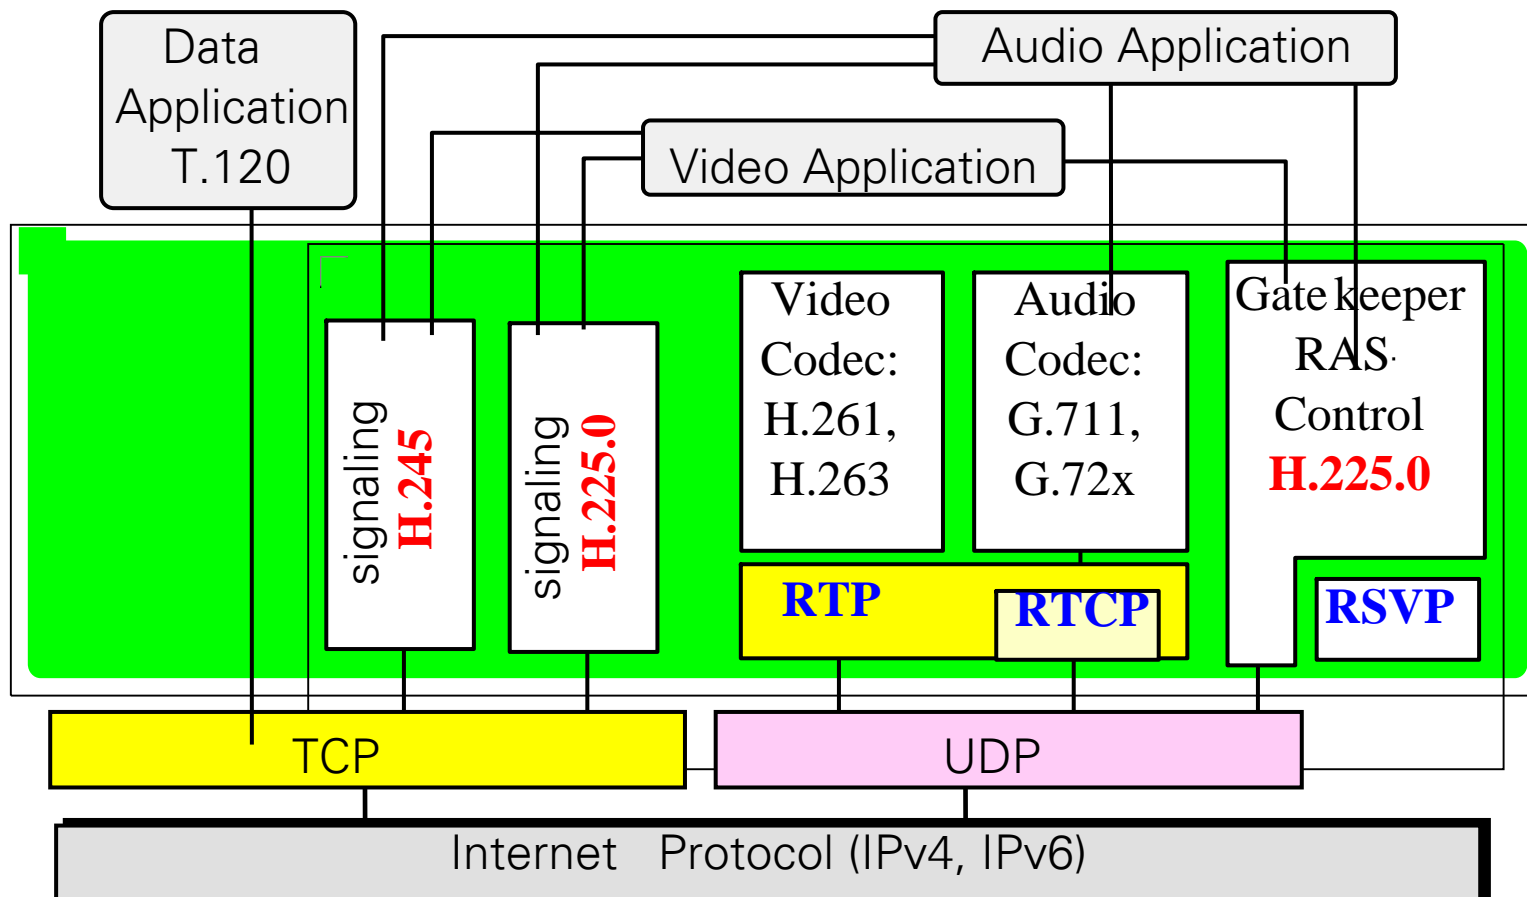 Data
Application
T.120
Audio Application
Video Application
signaling
H.245
signaling
H.225.0
Video
Codec:
H.261,
H.263
Audio
Codec:
G.711,
G.72x
Gate keeper
RAS
Control
H.225.0
RTP
RTCP
RSVP
TCP
UDP
Internet Protocol (IPv4, IPv6)